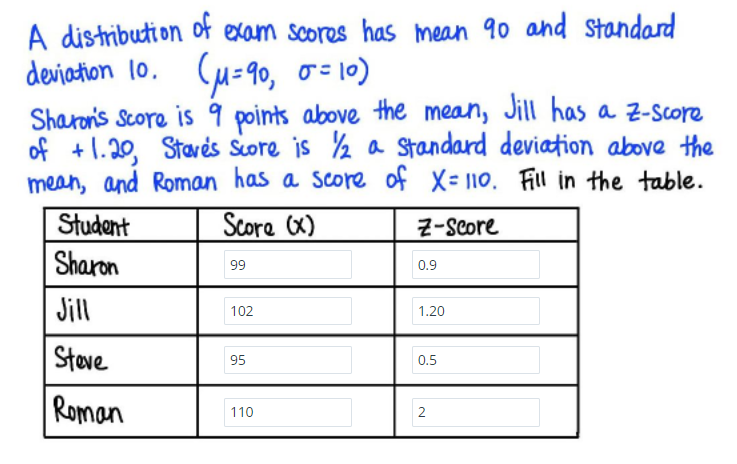 A distribution of exam scores has mean 90 and standard
deviation 10. (μ=90, σ=10)
Sharon's score is 9 points above the mean, Jill has a z-score
of +1.20, Steve's score is ½ a standard deviation above the
mean, and Roman has a score of X=110. Fill in the table.
Student Score (X) z-score
Sharon 99 0.9
Jill 102 1.20
Steve 95 0.5
Roman 110 2